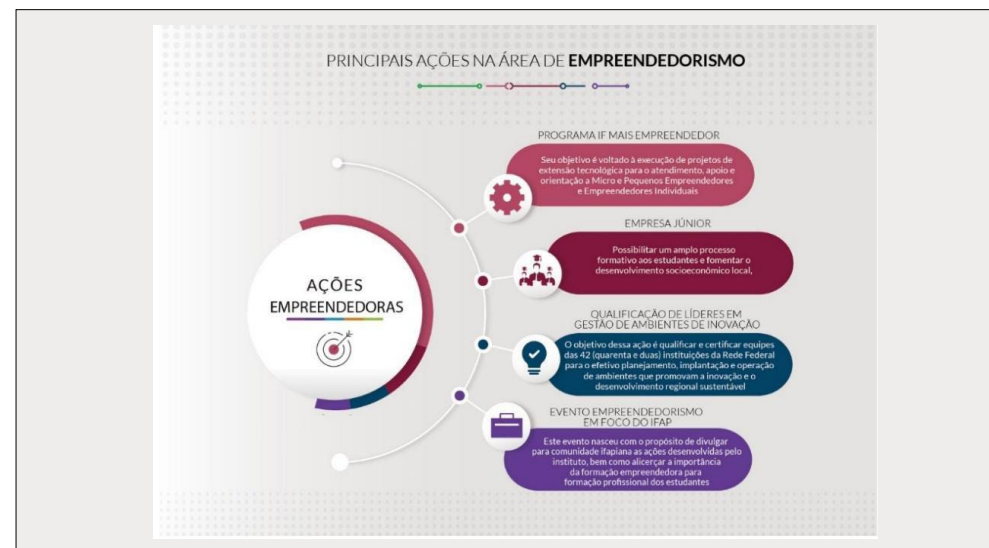 PRINCIPAIS AÇÕES NA ÁREA DE EMPREENDEDORISMO
AÇÕES
EMPREENDEDORAS
PROGRAMA IF MAIS EMPREENDEDOR
Seu objetivo é voltado à execução de projetos de
extensão tecnológica para o atendimento, apoio e
orientação a Micro e Pequenos Empreendedores
e Empreendedores Individuais
EMPRESA JÚNIOR
Possibilitar um amplo processo
formativo aos estudantes e fomentar o
desenvolvimento socioeconômico local,
QUALIFICAÇÃO DE LÍDERES EM
GESTÃO DE AMBIENTES DE INOVAÇÃO
O objetivo dessa ação é qualificar e certificar equipes
das 42 (quarenta e duas) instituições da Rede Federal
para o efetivo planejamento, implantação e operação
de ambientes que promovam a inovação e o
desenvolvimento regional sustentável
EVENTO EMPREENDEDORISMO
EM FOCO DO IFAP
Este evento nasceu com o propósito de divulgar
para comunidade ifapiana as ações desenvolvidas pelo
instituto, bem como alicerçar a importância
da formação empreendedora para
formação profissional dos estudantes